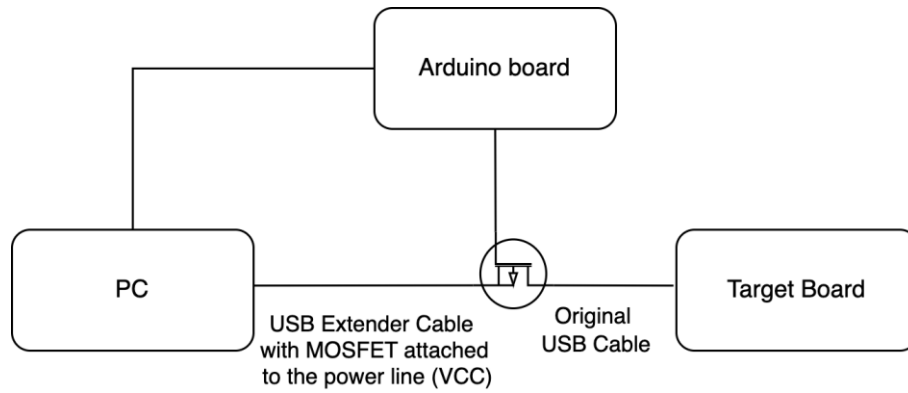 Arduino board
PC
Target Board
USB Extender Cable
with MOSFET attached
to the power line (VCC)
Original
USB Cable